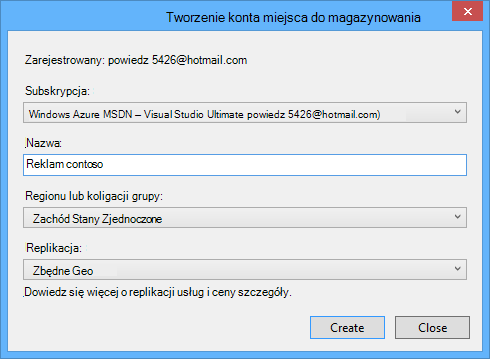 Tworzenie konta miejsca do magazynowania
Zarejestrowany: powiedz 5426@hotmail.com
Subskrypcja:
Windows Azure MSDN – Visual Studio Ultimate powiedz 5426@hotmail.com)
Nazwa:
Reklam contoso
Regionu lub koligacji grupy:
Zachód Stany Zjednoczone
Replikacja:
Zbędne Geo
Dowiedz się więcej o replikacji usług i ceny szczegóły.
Create Close